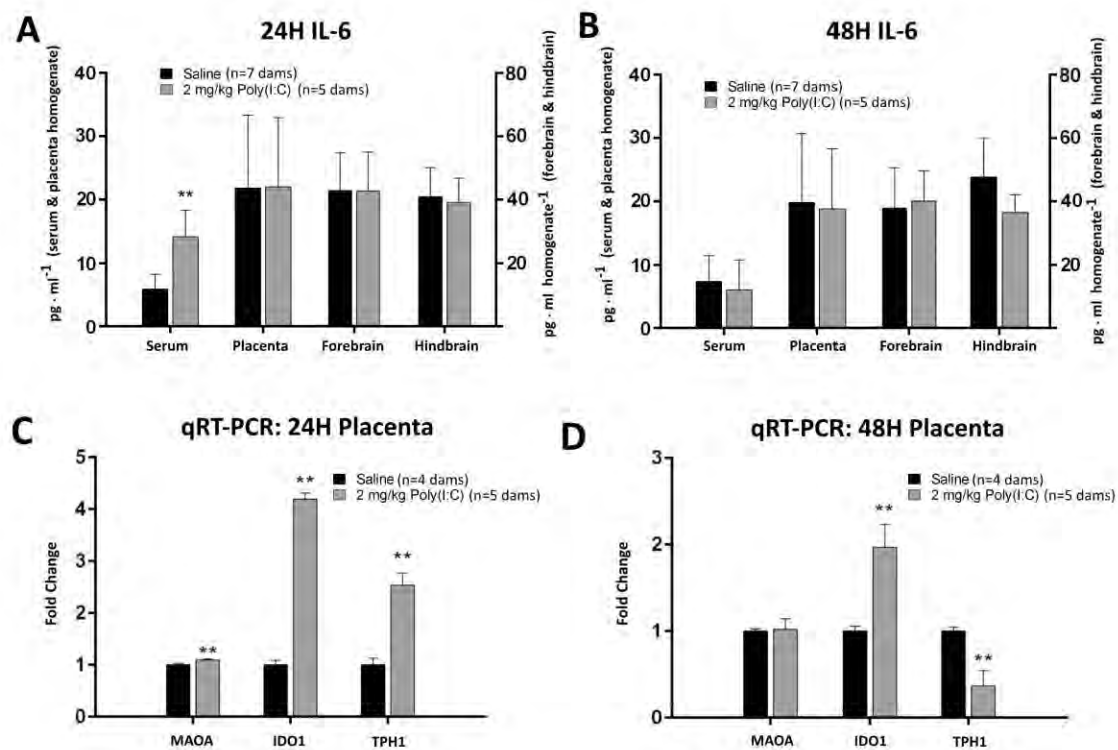 A
24H IL-6
Saline (n=7 dams)
2 mg/kg Poly(I:C) (n=5 dams)
pg · ml⁻¹ (serum & placenta homogenate)
40
30
20
10
0
80
60
40
20
pg · ml homogenate⁻¹ (forebrain & hindbrain)
**
Serum Placenta Forebrain Hindbrain
B
48H IL-6
Saline (n=7 dams)
2 mg/kg Poly(I:C) (n=5 dams)
pg · ml⁻¹ (serum & placenta homogenate)
40
30
20
10
0
80
60
40
20
pg · ml homogenate⁻¹ (forebrain & hindbrain)
Serum Placenta Forebrain Hindbrain
C
qRT-PCR: 24H Placenta
Saline (n=4 dams)
2 mg/kg Poly(I:C) (n=5 dams)
Fold Change
5
4
3
2
1
0
**
**
**
MAOA IDO1 TPH1
D
qRT-PCR: 48H Placenta
Saline (n=4 dams)
2 mg/kg Poly(I:C) (n=5 dams)
Fold Change
3
2
1
0
**
**
MAOA IDO1 TPH1